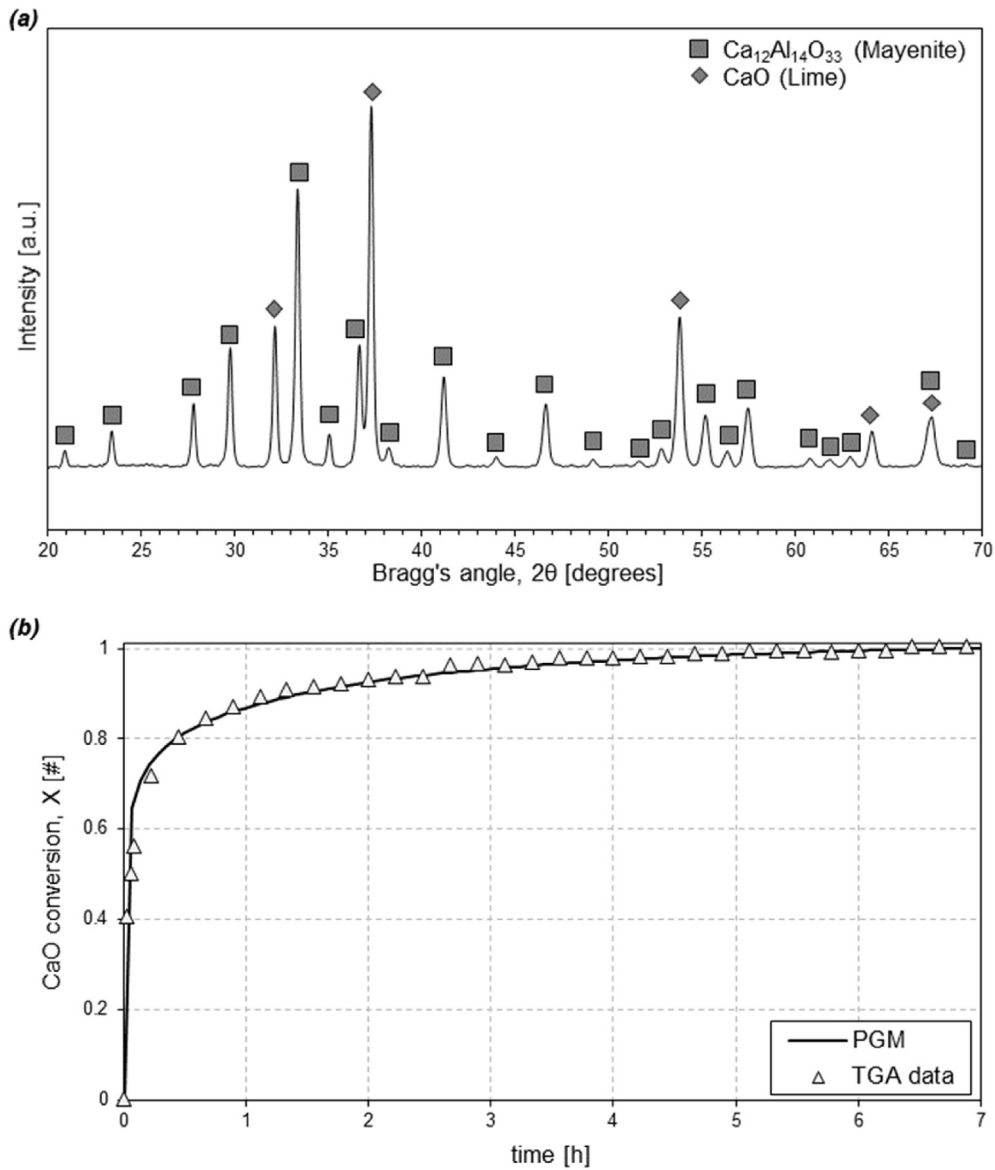 (a)
Ca12Al14O33 (Mayenite)
CaO (Lime)
Intensity [a.u.]
20 25 30 35 40 45 50 55 60 65 70
Bragg's angle, 2θ [degrees]
(b)
1
0.8
0.6
0.4
0.2
0
CaO conversion, X [#]
PGM
TGA data
0 1 2 3 4 5 6 7
time [h]